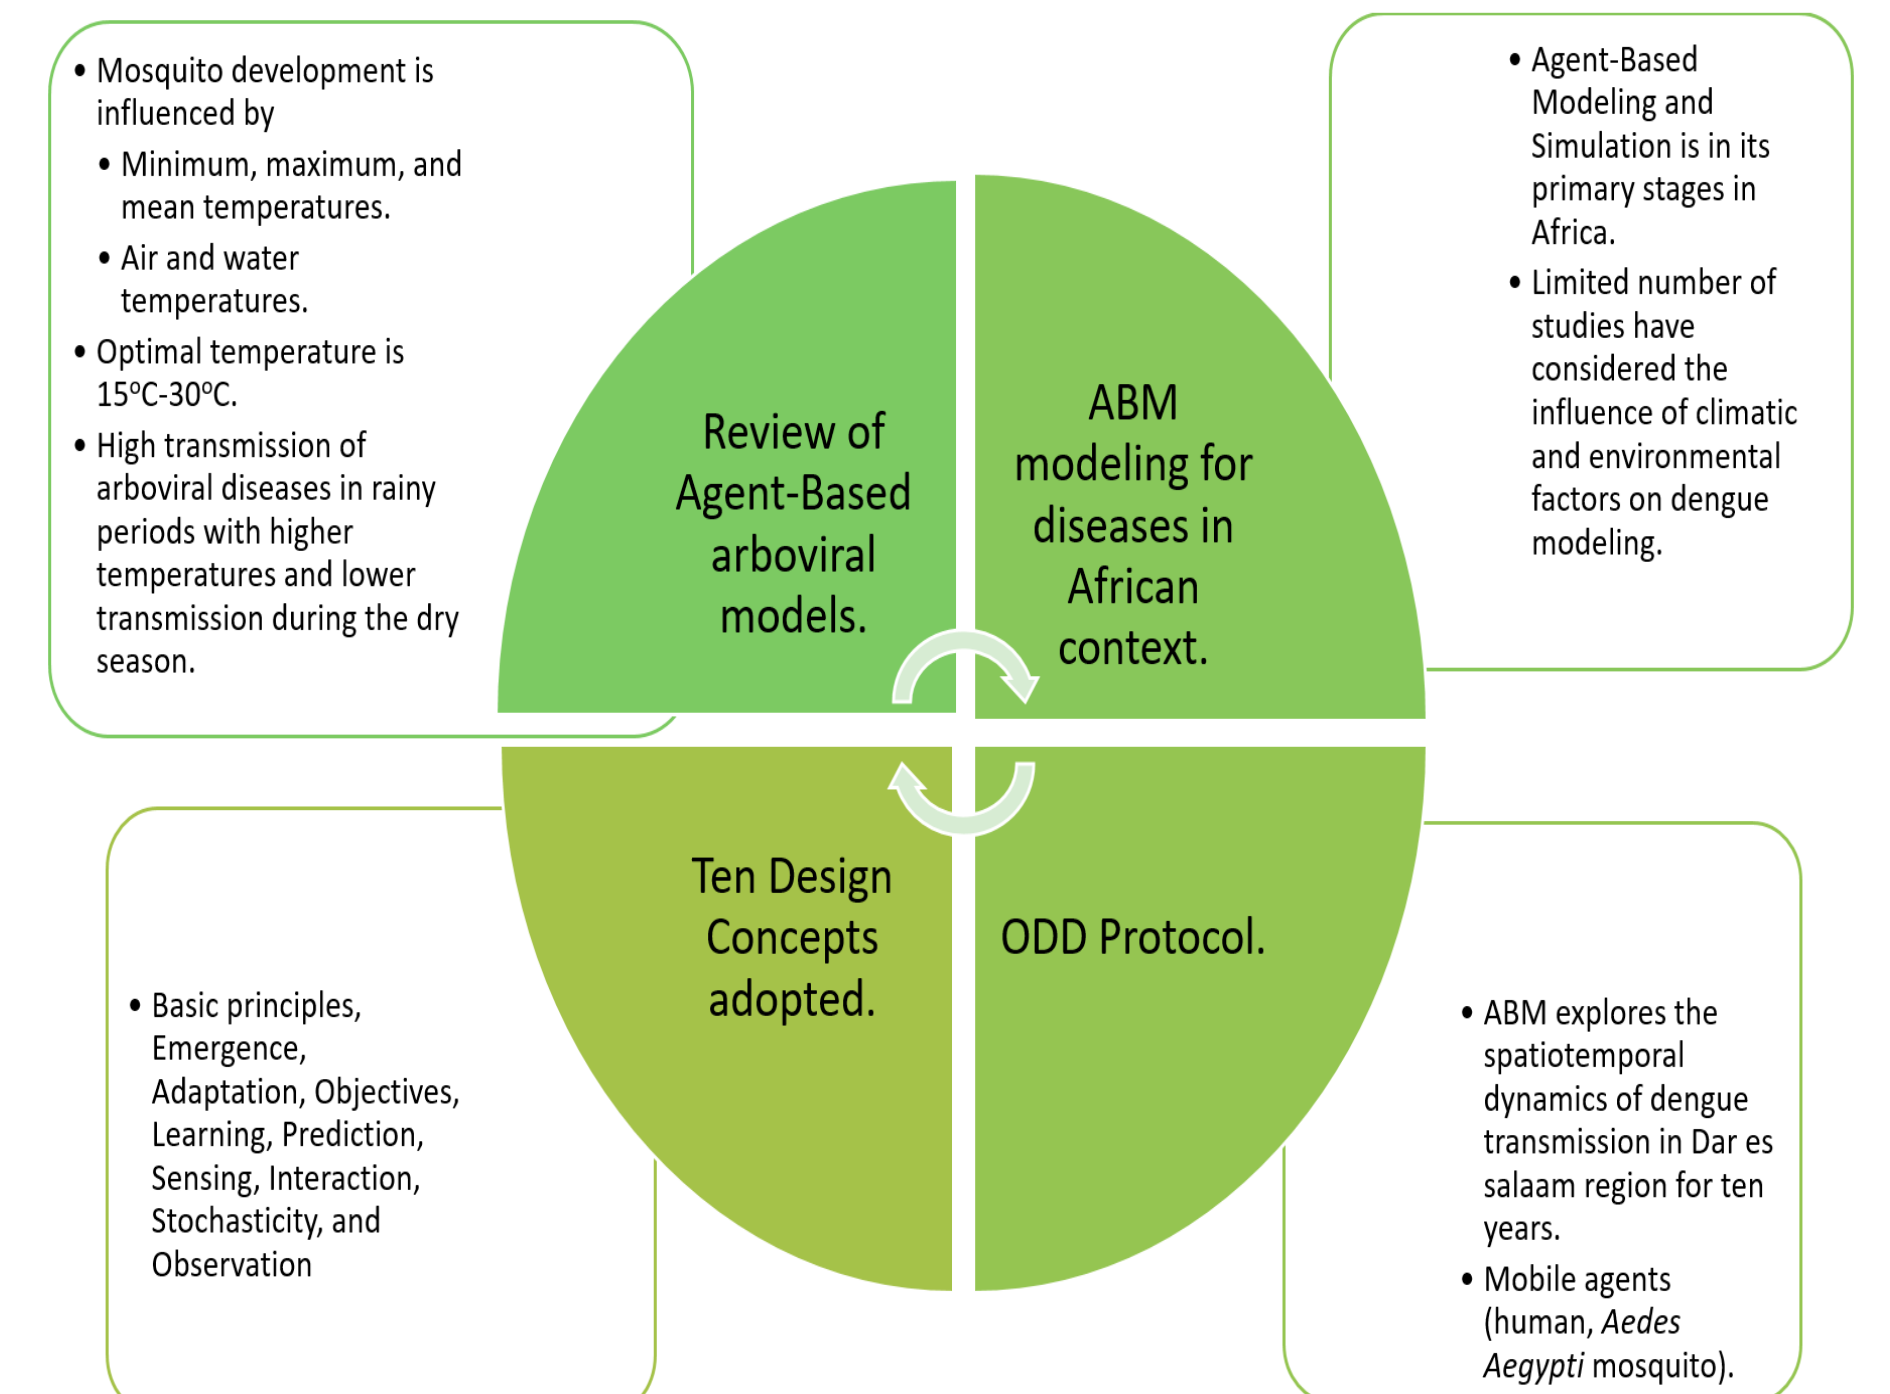 • Mosquito development is
influenced by
• Minimum, maximum, and
mean temperatures.
• Air and water
temperatures.
• Optimal temperature is
15ºC-30ºC.
• High transmission of
arboviral diseases in rainy
periods with higher
temperatures and lower
transmission during the dry
season.
Review of
Agent-Based
arboviral
models.
ABM
modeling for
diseases in
African
context.
• Agent-Based
Modeling and
Simulation is in its
primary stages in
Africa.
• Limited number of
studies have
considered the
influence of climatic
and environmental
factors on dengue
modeling.
• Basic principles,
Emergence,
Adaptation, Objectives,
Learning, Prediction,
Sensing, Interaction,
Stochasticity, and
Observation
Ten Design
Concepts
adopted.
ODD Protocol.
• ABM explores the
spatiotemporal
dynamics of dengue
transmission in Dar es
salaam region for ten
years.
• Mobile agents
(human, Aedes
Aegypti mosquito).